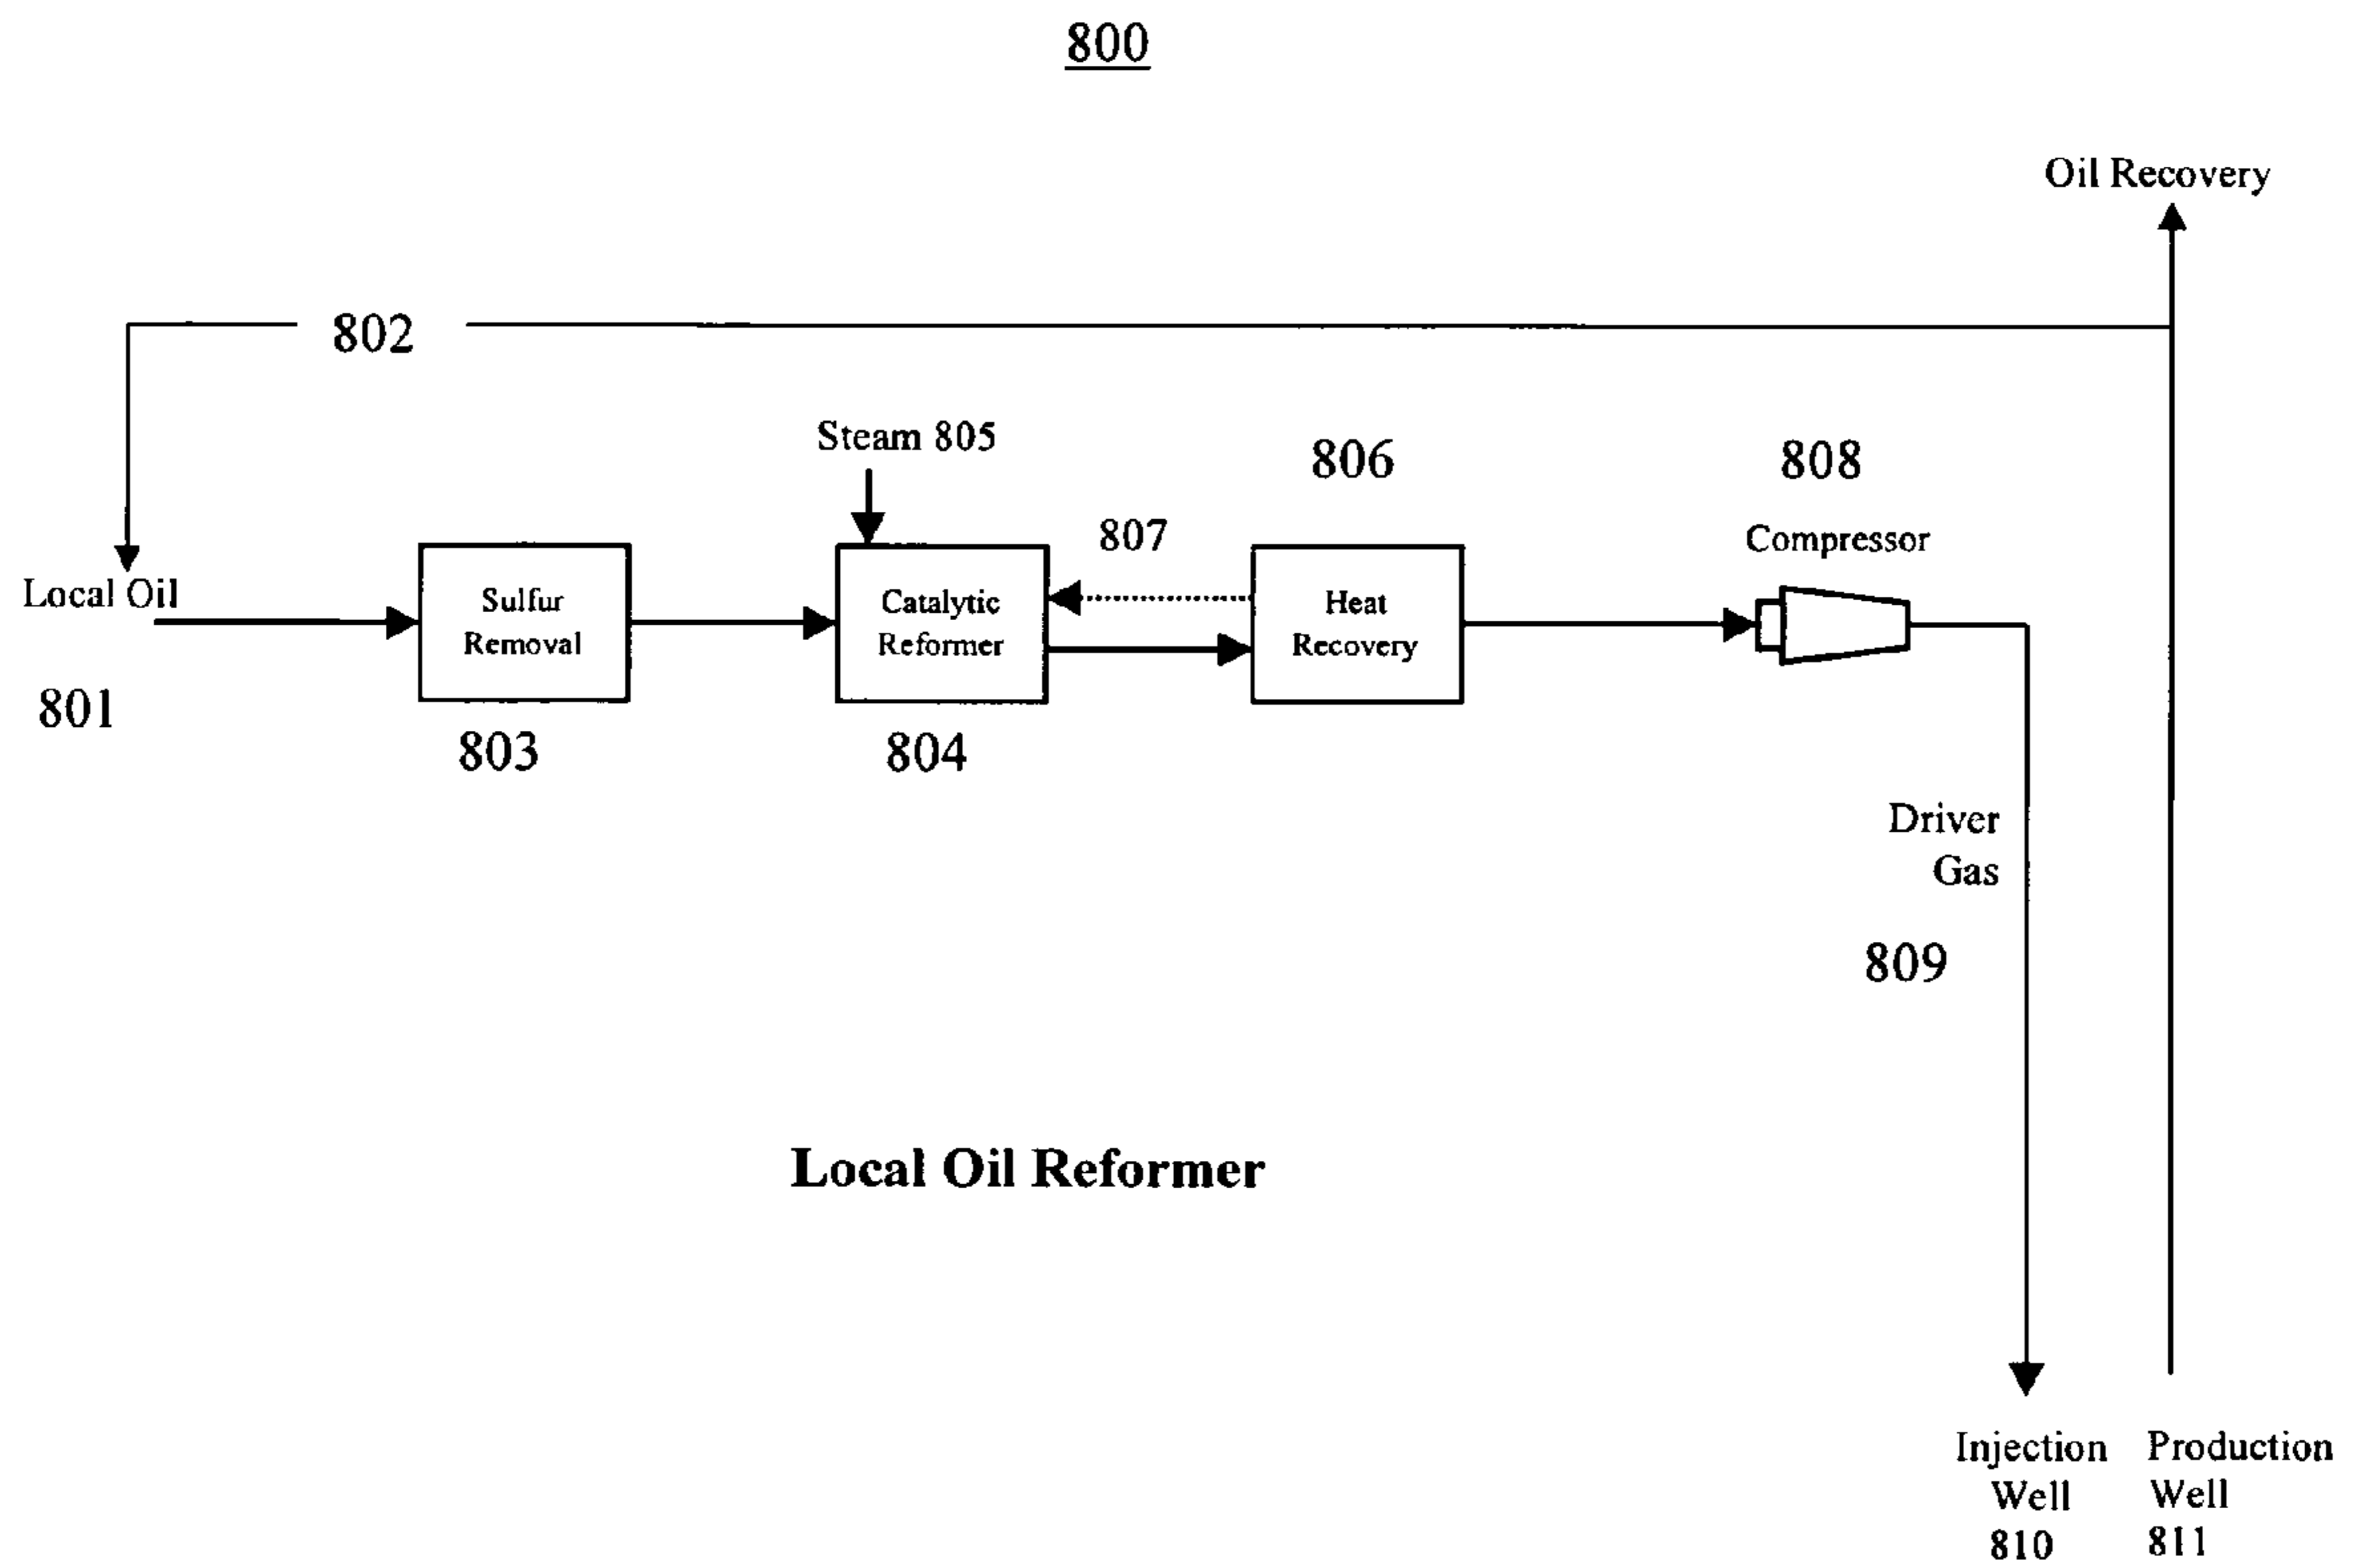 800
Oil Recovery
802
Steam 805
806
808
807
Compressor
Local Oil
Sulfur
Removal
Catalytic
Reformer
Heat
Recovery
801
803
804
Driver
Gas
809
Local Oil Reformer
Injection
Well
810
Production
Well
811